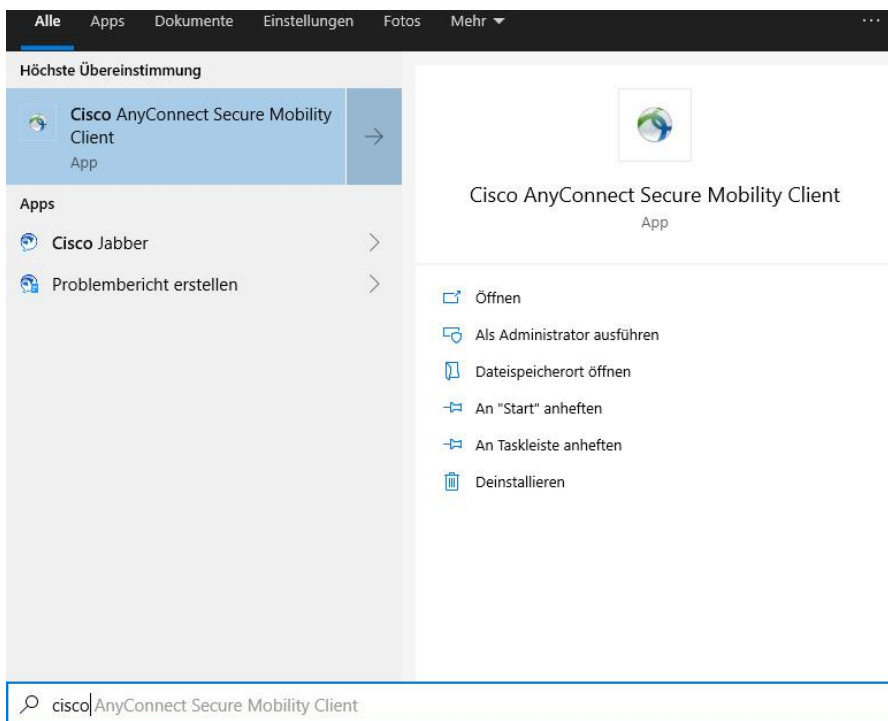 Alle Apps Dokumente Einstellungen Fotos Mehr
Höchste Übereinstimmung
Cisco AnyConnect Secure Mobility
Client
App
Apps
Cisco Jabber
Problembericht erstellen
Cisco AnyConnect Secure Mobility Client
App
Öffnen
Als Administrator ausführen
Dateispeicherort öffnen
An "Start" anheften
An Taskleiste anheften
Deinstallieren
cisco AnyConnect Secure Mobility Client